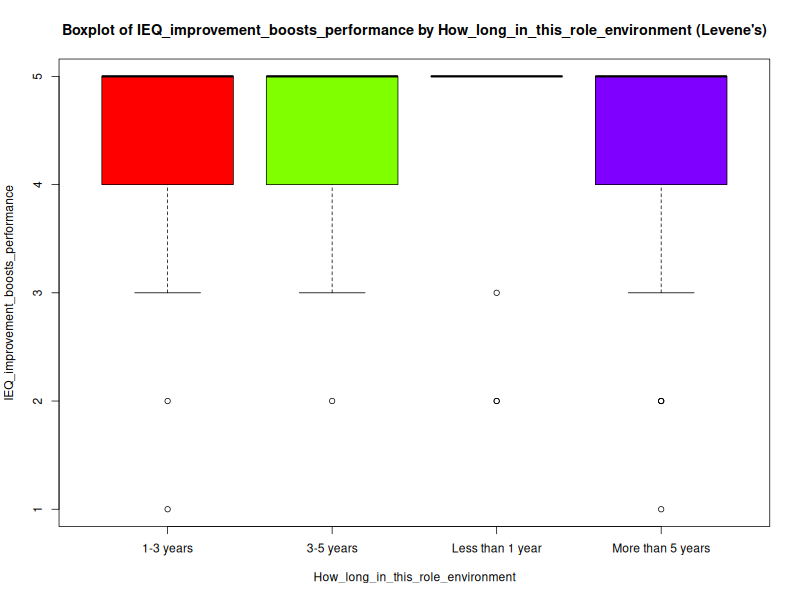 Boxplot of IEQ_improvement_boosts_performance by How_long_in_this_role_environment (Levene's)
IEQ_improvement_boosts_performance
5
4
3
2
1
1-3 years
3-5 years
Less than 1 year
More than 5 years
How_long_in_this_role_environment